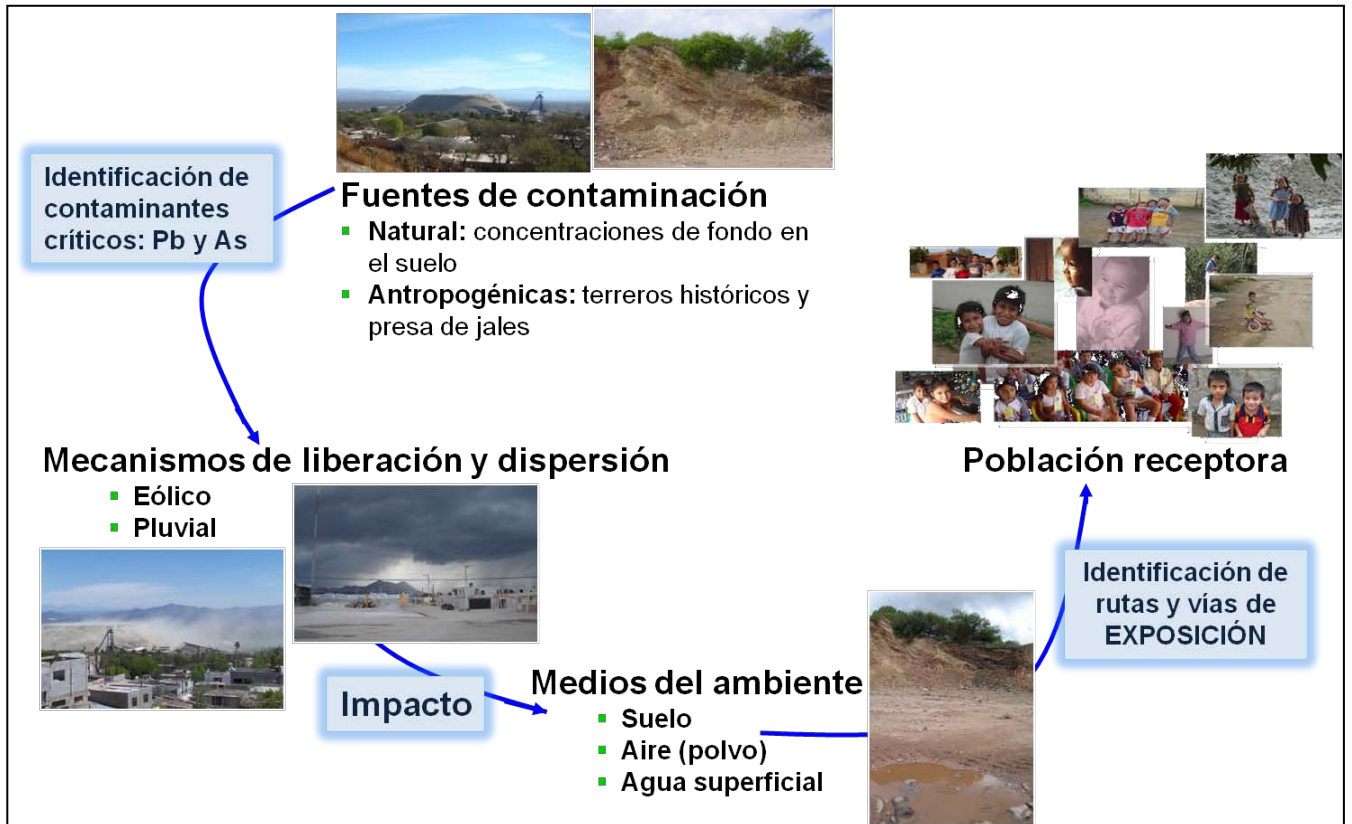 Identificación de
contaminantes
críticos: Pb y As
Fuentes de contaminación
Natural: concentraciones de fondo en
el suelo
Antropogénicas: terreros históricos y
presa de jales
Mecanismos de liberación y dispersión
Eólico
Pluvial
Impacto
Medios del ambiente
Suelo
Aire (polvo)
Agua superficial
Identificación de
rutas y vías de
EXPOSICIÓN
Población receptora